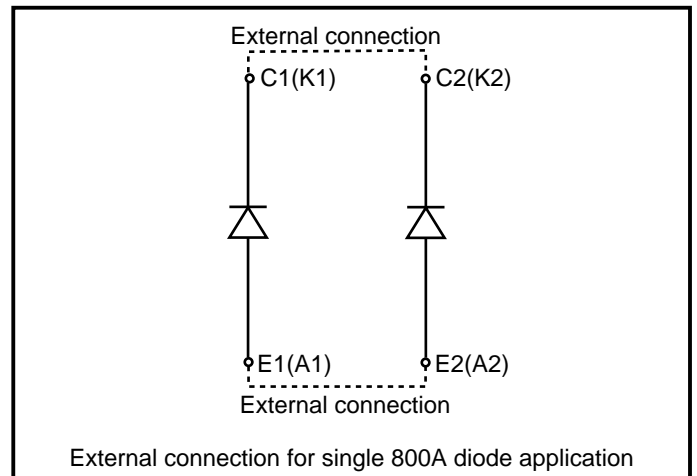 External connection
C1(K1)
C2(K2)
E1(A1)
E2(A2)
External connection
External connection for single 800A diode application